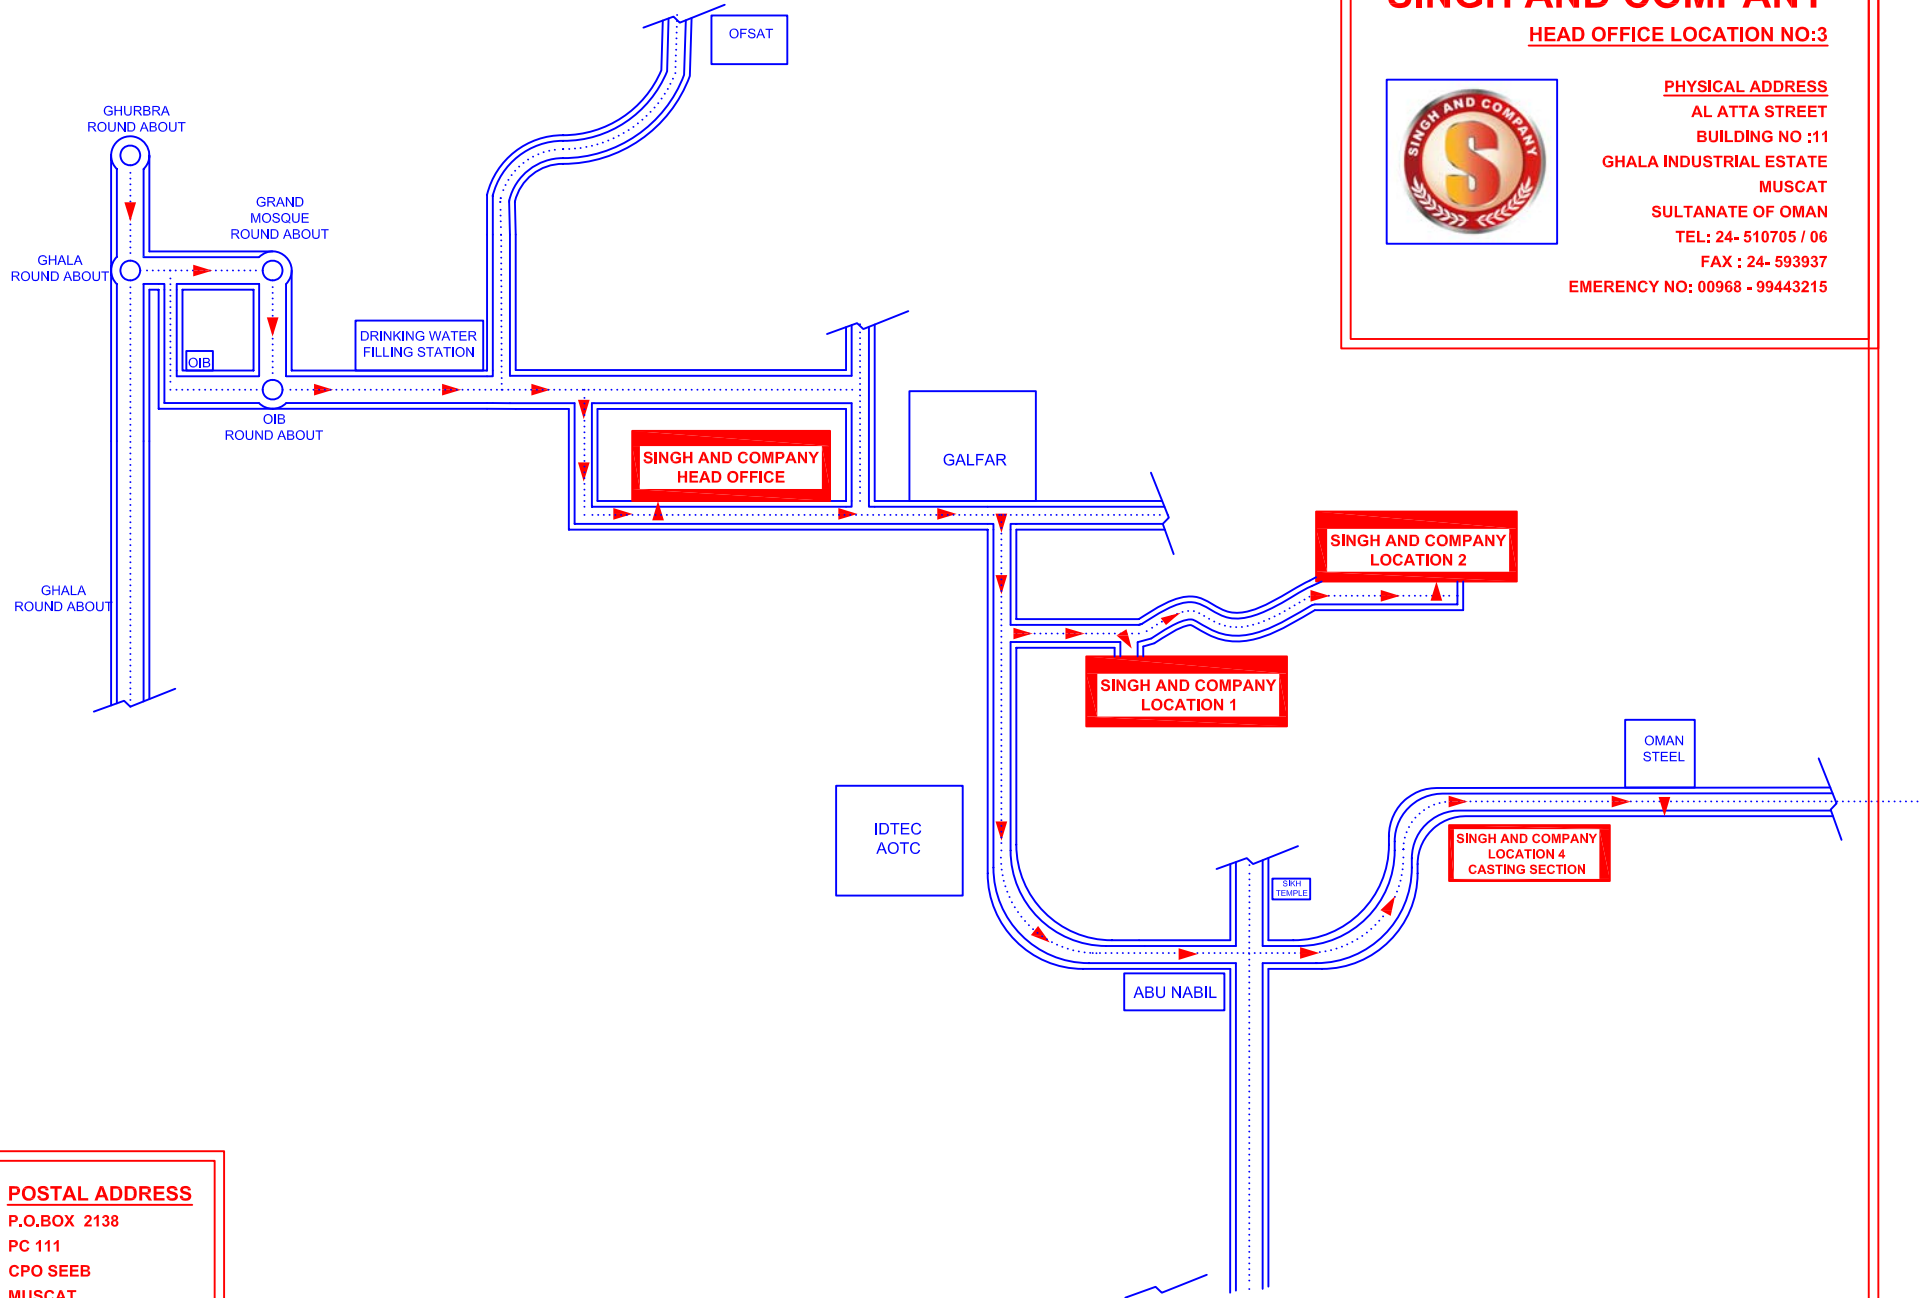 SINGH AND COMPANY
HEAD OFFICE LOCATION NO:3
SINGH AND COMPANY
S
PHYSICAL ADDRESS
AL ATTA STREET
BUILDING NO :11
GHALA INDUSTRIAL ESTATE
MUSCAT
SULTANATE OF OMAN
TEL: 24- 510705 / 06
FAX : 24- 593937
EMERENCY NO: 00968 - 99443215
OFSAT
GHURBRA
ROUND ABOUT
GRAND
MOSQUE
ROUND ABOUT
GHALA
ROUND ABOUT
DRINKING WATER
FILLING STATION
OIB
OIB
ROUND ABOUT
SINGH AND COMPANY
HEAD OFFICE
GALFAR
SINGH AND COMPANY
LOCATION 2
GHALA
ROUND ABOUT
SINGH AND COMPANY
LOCATION 1
OMAN
STEEL
IDTEC
AOTC
SINGH AND COMPANY
LOCATION 4
CASTING SECTION
SIKH
TEMPLE
ABU NABIL
POSTAL ADDRESS
P.O.BOX 2138
PC 111
CPO SEEB
MUSCAT